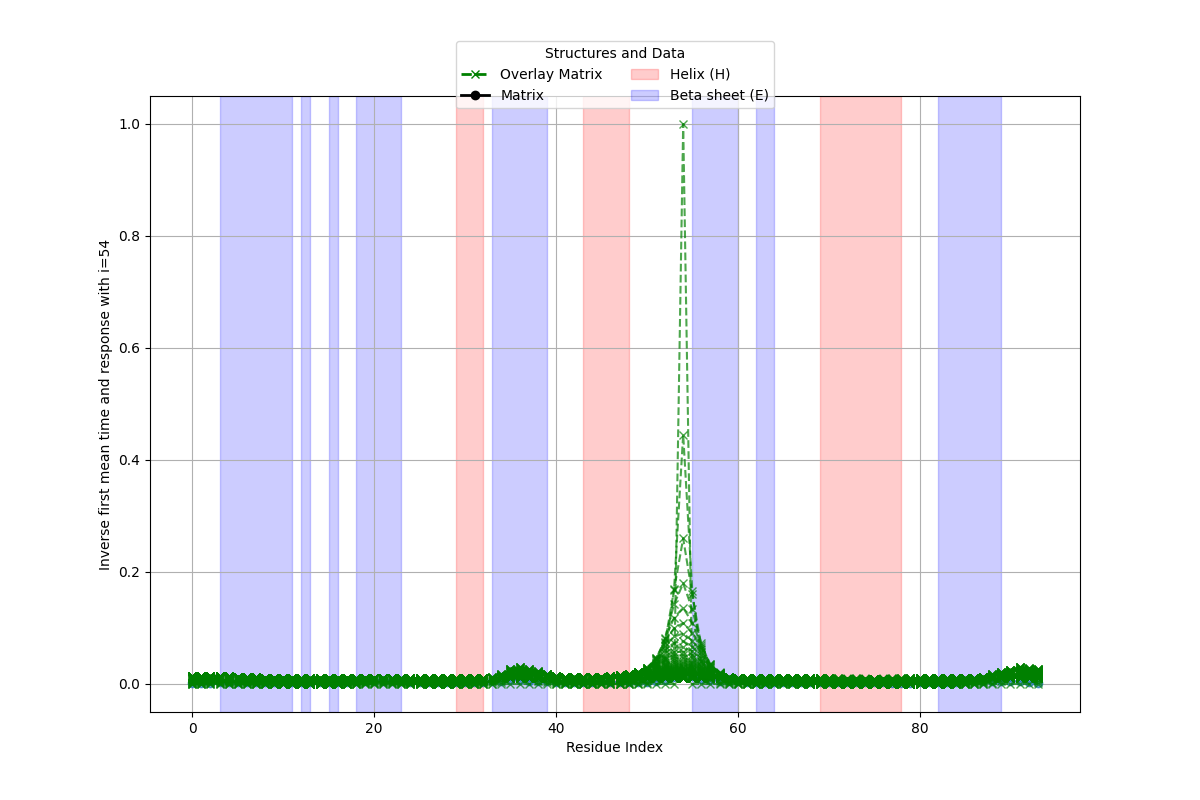 Structures and Data
Overlay Matrix
Helix (H)
Matrix
Beta sheet (E)
1.0
0.8
0.6
0.4
0.2
0.0
Inverse first mean time and response with i=54
0 20 40 60 80
Residue Index